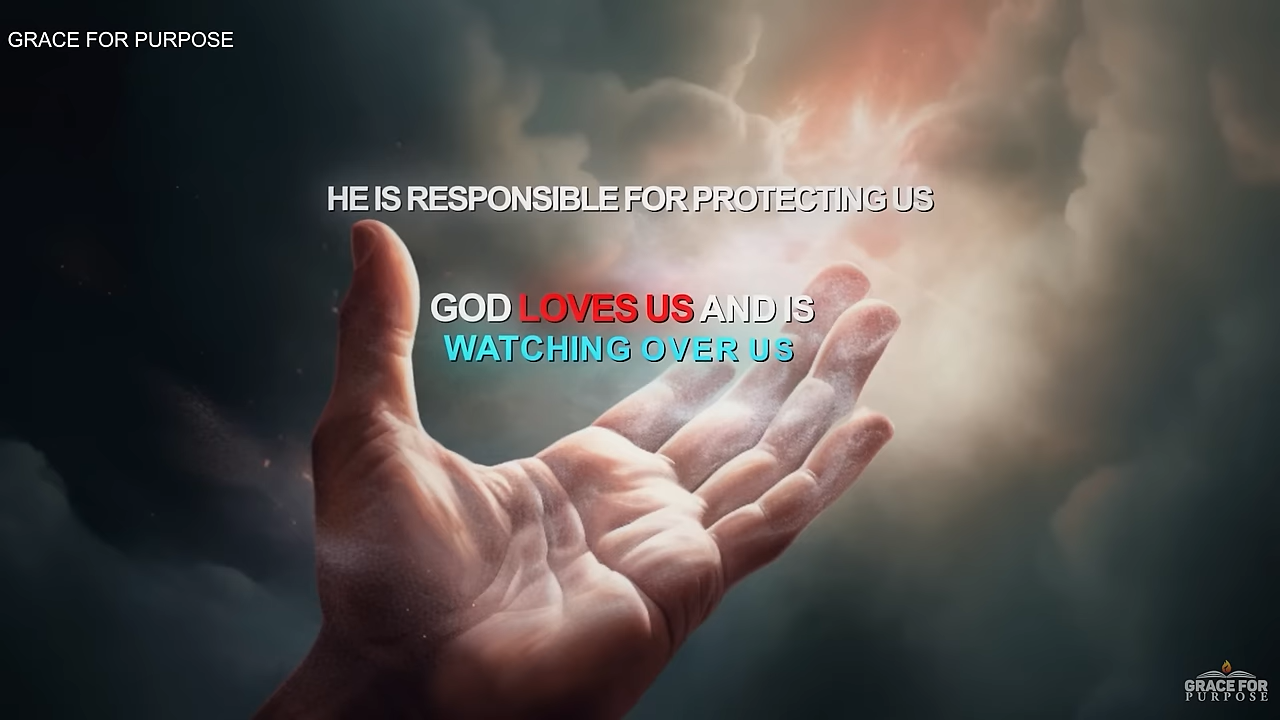 GRACE FOR PURPOSE
HE IS RESPONSIBLE FOR PROTECTING US
GOD LOVES US AND IS
WATCHING OVER US
GRACE FOR
PURPOSE